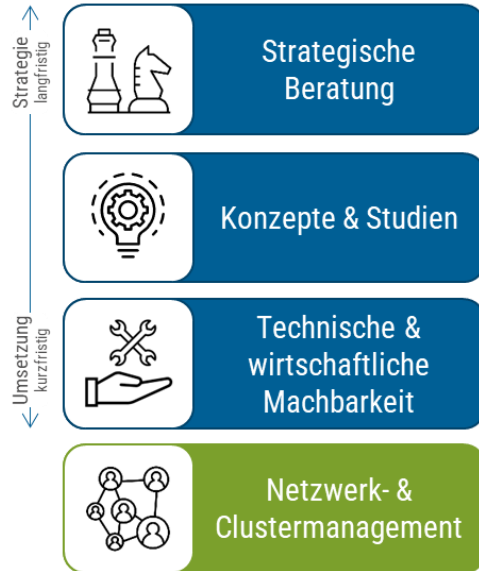 Strategie
langfristig
Strategische
Beratung
Konzepte & Studien
Umsetzung
kurzfristig
Technische &
wirtschaftliche
Machbarkeit
Netzwerk- &
Clustermanagement